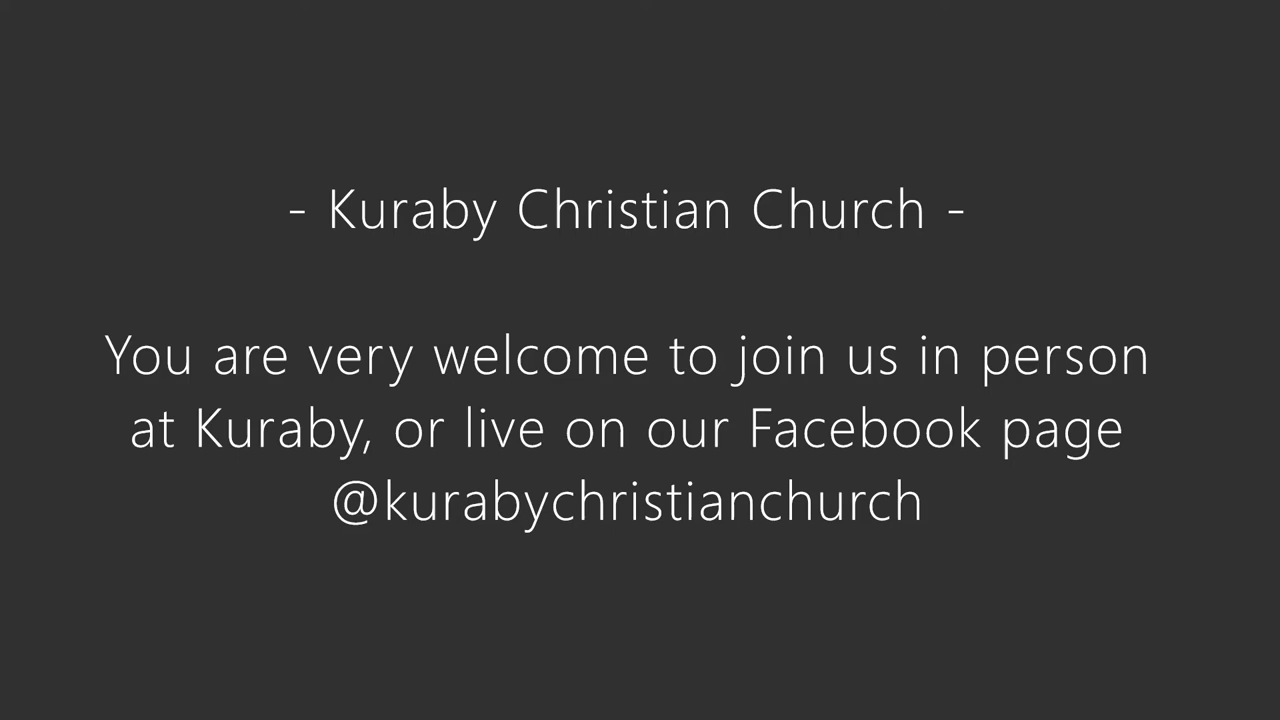 - Kuraby Christian Church -
You are very welcome to join us in person
at Kuraby, or live on our Facebook page
@kurabychristianchurch